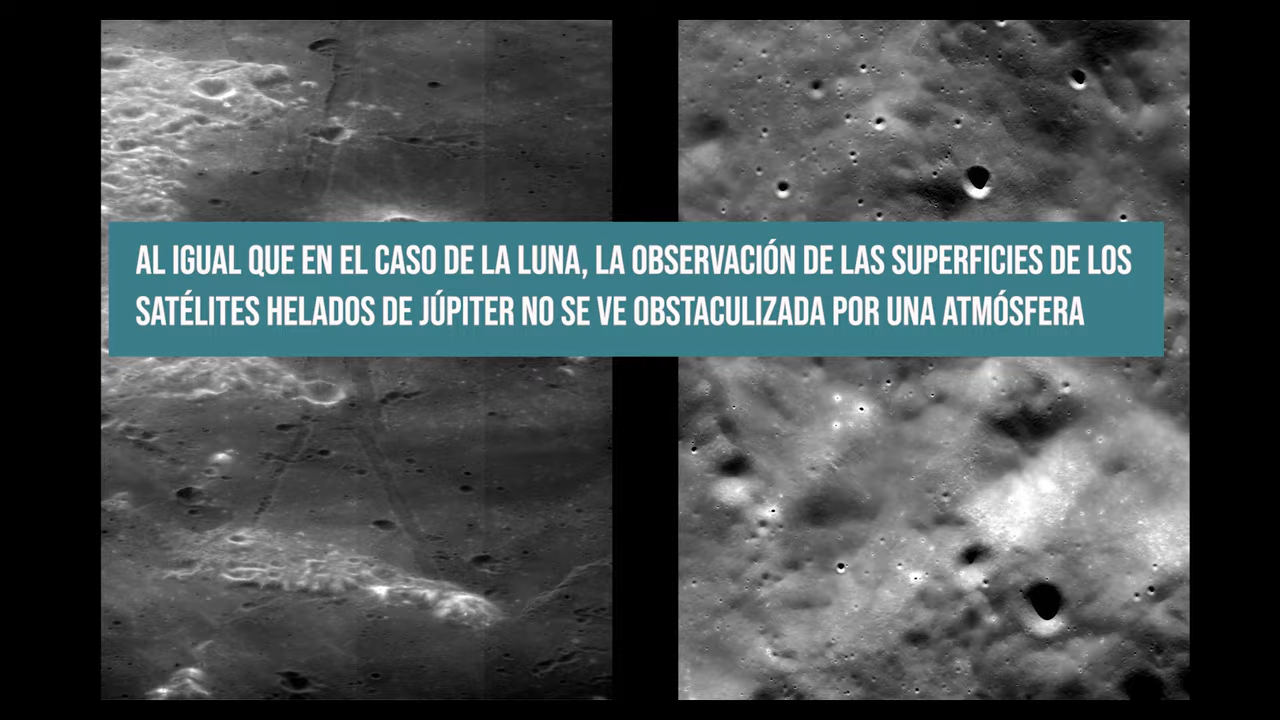 AL IGUAL QUE EN EL CASO DE LA LUNA, LA OBSERVACIÓN DE LAS SUPERFICIES DE LOS
SATÉLITES HELADOS DE JÚPITER NO SE VE OBSTACULIZADA POR UNA ATMÓSFERA